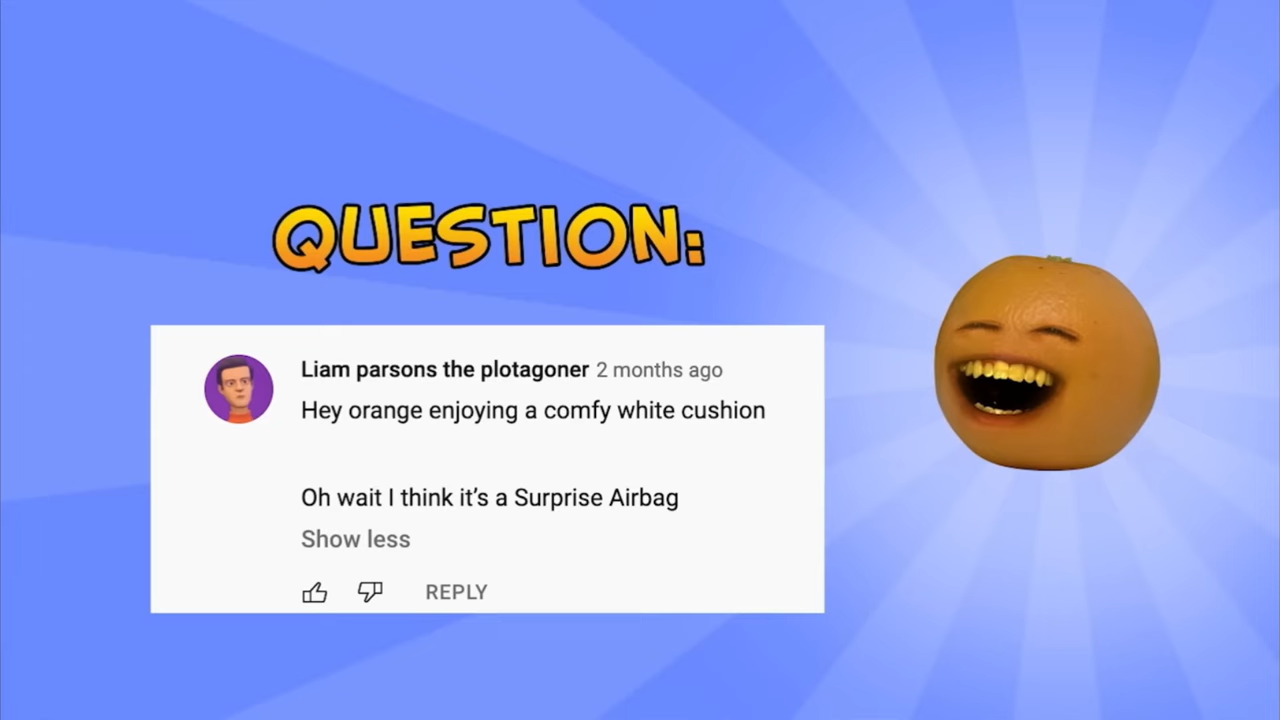 QUESTION:
Liam parsons the plotagoner 2 months ago
Hey orange enjoying a comfy white cushion
Oh wait I think it’s a Surprise Airbag
Show less
REPLY